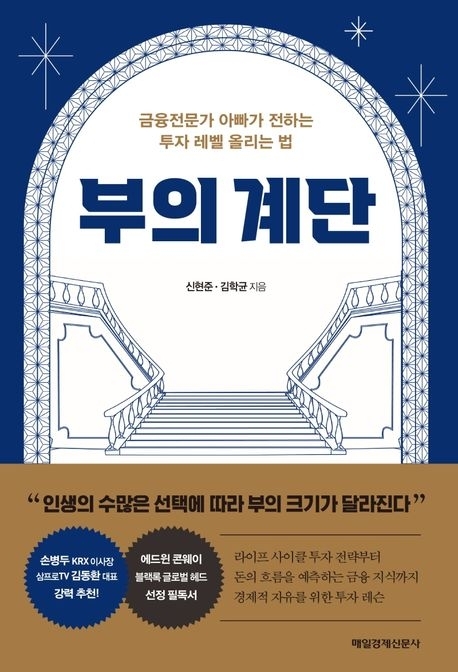 금융전문가 아빠가 전하는
투자 레벨 올리는 법
부의 계단
신현준·김학균 지음
“인생의 수많은 선택에 따라 부의 크기가 달라진다”
손병두 KRX 이사장
삼프로TV 김동환 대표
강력 추천!
에드윈 콘웨이
블랙록 글로벌 헤드
선정 필독서
라이프 사이클 투자 전략부터
돈의 흐름을 예측하는 금융 지식까지
경제적 자유를 위한 투자 레슨
매일경제신문사